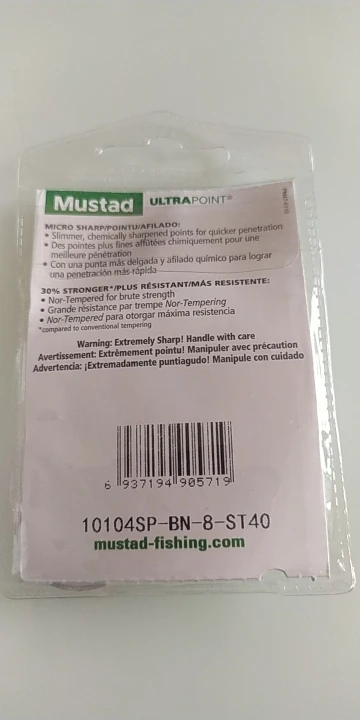 Mustad ULTRAPOINT®
MICRO SHARP/POINTU/AFILADO:
• Slimmer, chemically sharpened points for quicker penetration
• Des pointes plus fines affûtées chimiquement pour une
meilleure pénétration
• Con una punta más delgada y afilado químico para lograr
una penetración más rápida
30% STRONGER*/PLUS RÉSISTANT/MÁS RESISTENTE:
• Nor-Tempered for brute strength
• Grande résistance par trempe Nor-Tempering
• Nor-Tempered para otorgar máxima resistencia
*compared to conventional tempering
Warning: Extremely Sharp! Handle with care
Avertissement: Extrêmement pointu! Manipuler avec précaution
Advertencia: ¡Extremadamente puntiagudo! Manipule con cuidado
6 937194 905719
10104SP-BN-8-ST40
mustad-fishing.com